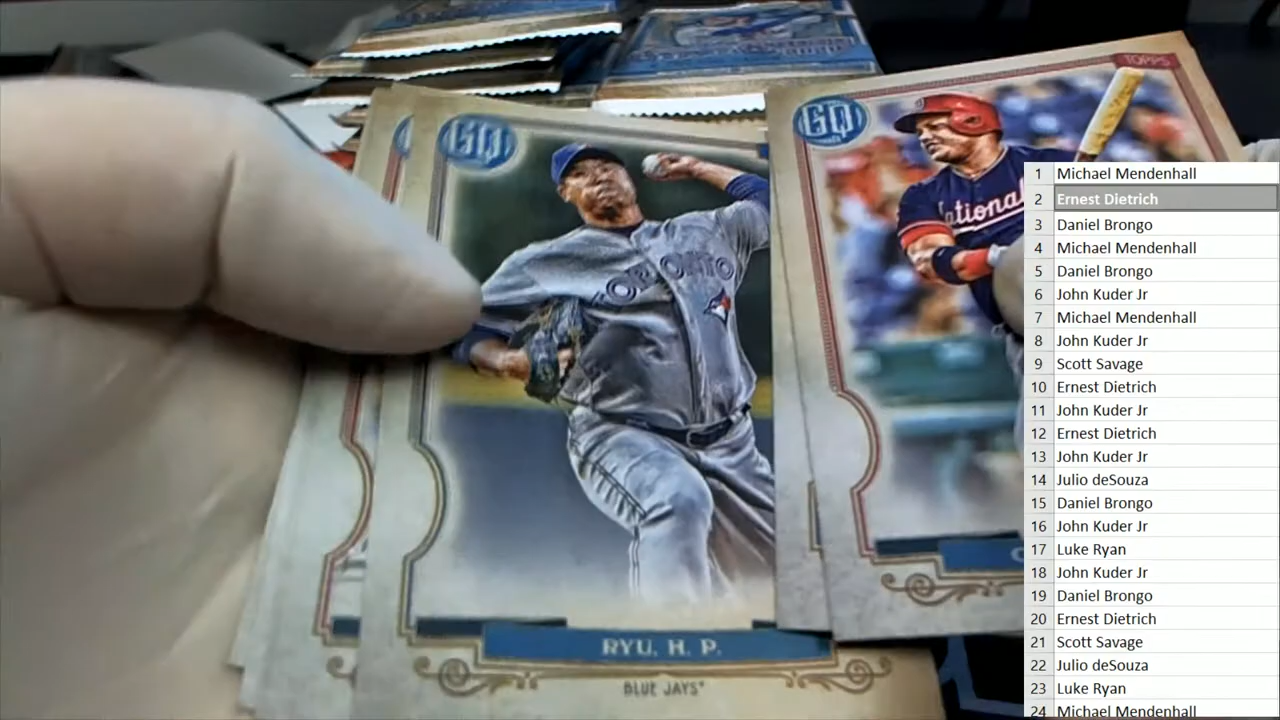 GQ
TORONTO
RYU, H. P.
BLUE JAYS
GQ
TOPPS
ationa
1 Michael Mendenhall
2 Ernest Dietrich
3 Daniel Brongo
4 Michael Mendenhall
5 Daniel Brongo
6 John Kuder Jr
7 Michael Mendenhall
8 John Kuder Jr
9 Scott Savage
10 Ernest Dietrich
11 John Kuder Jr
12 Ernest Dietrich
13 John Kuder Jr
14 Julio deSouza
15 Daniel Brongo
16 John Kuder Jr
17 Luke Ryan
18 John Kuder Jr
19 Daniel Brongo
20 Ernest Dietrich
21 Scott Savage
22 Julio deSouza
23 Luke Ryan
24 Michael Mendenhall